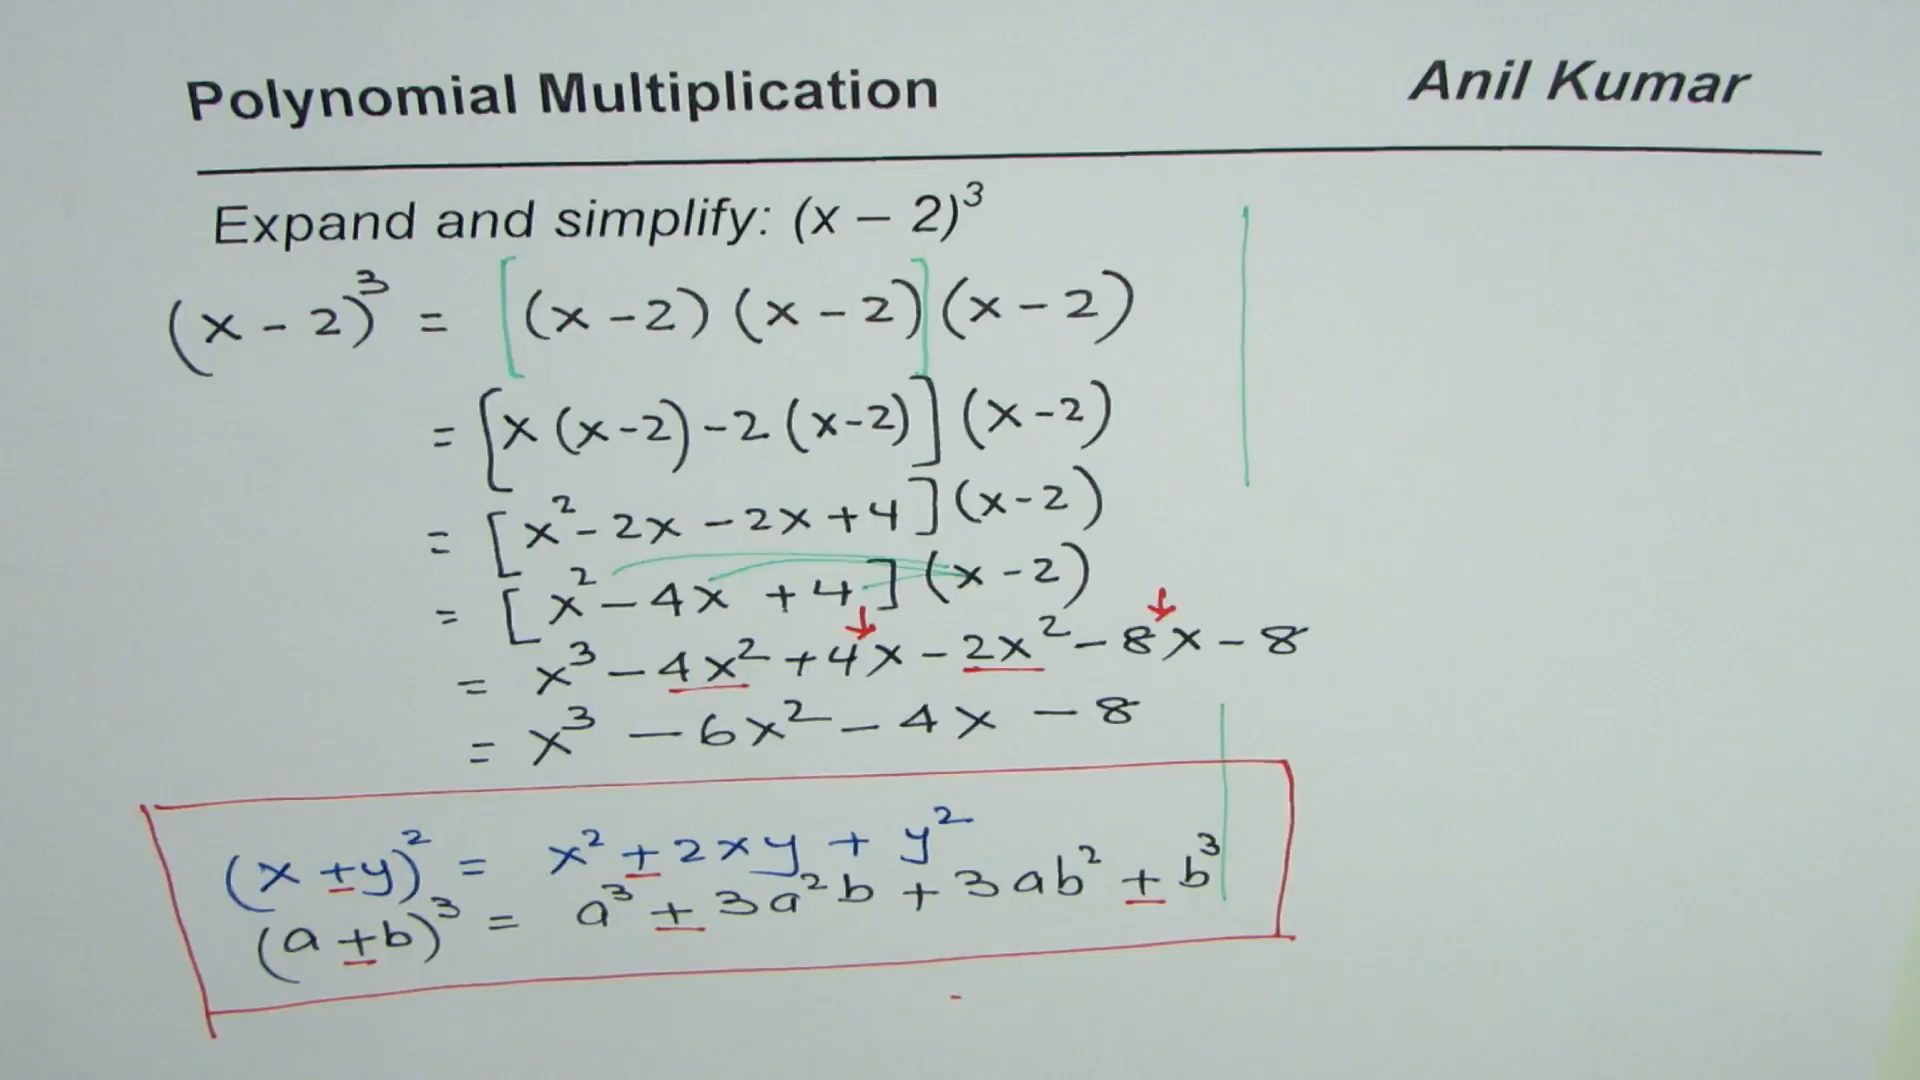 Polynomial Multiplication
Anil Kumar
Expand and simplify: (x – 2)³
(x - 2)³ = [(x - 2) (x - 2)] (x - 2)
= [x (x-2) - 2 (x-2)] (x-2)
= [x² - 2x - 2x + 4] (x-2)
= [x² - 4x + 4] (x - 2)
= x³ - 4x² + 4x - 2x² - 8x - 8
= x³ - 6x² - 4x - 8
(x ± y)² = x² ± 2xy + y²
(a ± b)³ = a³ ± 3a²b + 3ab² ± b³